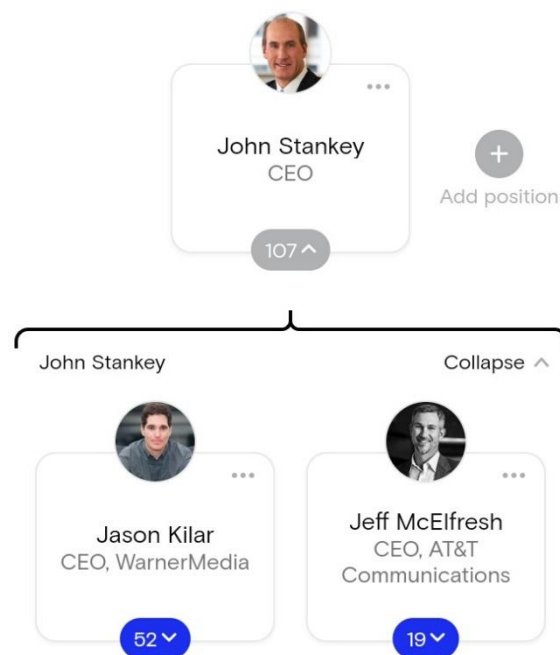 John Stankey
CEO
Add position
107
John Stankey
Collapse
Jason Kilar
CEO, WarnerMedia
52
Jeff McElfresh
CEO, AT&T
Communications
19